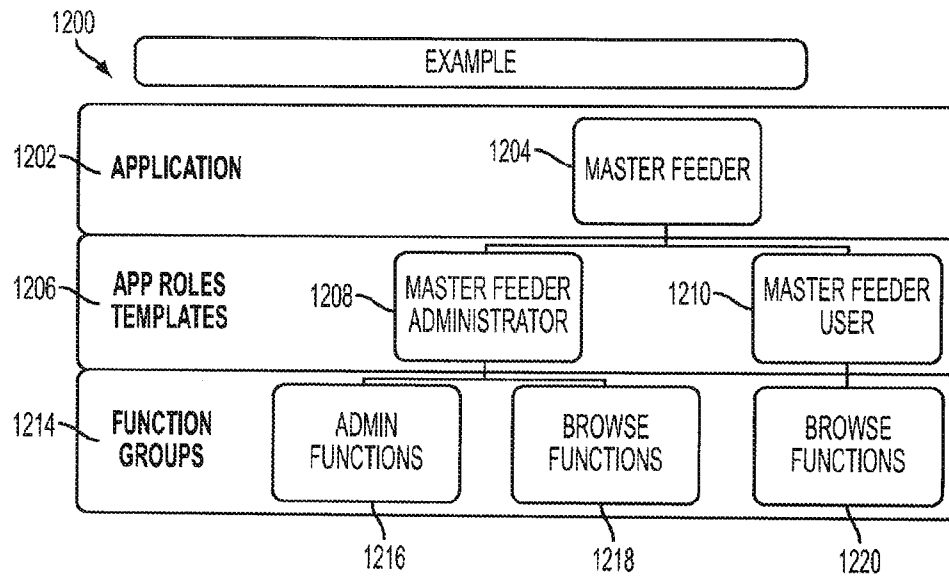 1200
EXAMPLE
1202
APPLICATION
1204
MASTER FEEDER
1206
APP ROLES
TEMPLATES
1208
MASTER FEEDER
ADMINISTRATOR
1210
MASTER FEEDER
USER
1214
FUNCTION
GROUPS
ADMIN
FUNCTIONS
BROWSE
FUNCTIONS
BROWSE
FUNCTIONS
1216
1218
1220